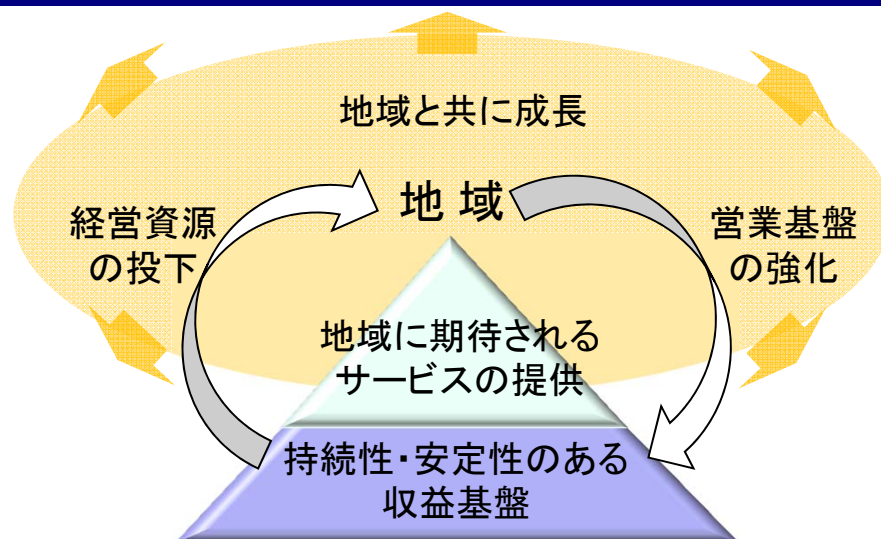 地域と共に成長
地 域
経営資源
の投下
営業基盤
の強化
地域に期待される
サービスの提供
持続性・安定性のある
収益基盤